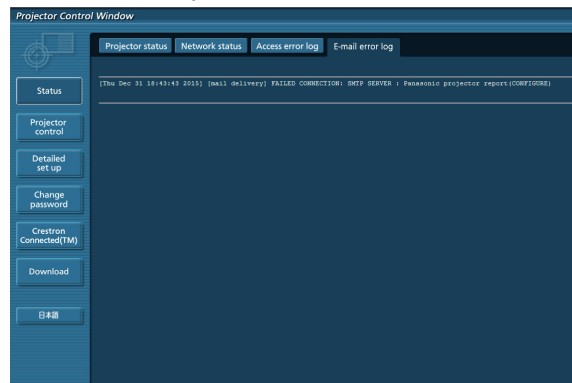 Projector Control Window
Projector status
Network status
Access error log
E-mail error log
[Thu Dec 31 18:43:43 2015] [mail delivery] FAILED CONNECTION: SMTP SERVER : Panasonic projector report(CONFIGURE)
Status
Projector
control
Detailed
set up
Change
password
Crestron
Connected(TM)
Download
日本語